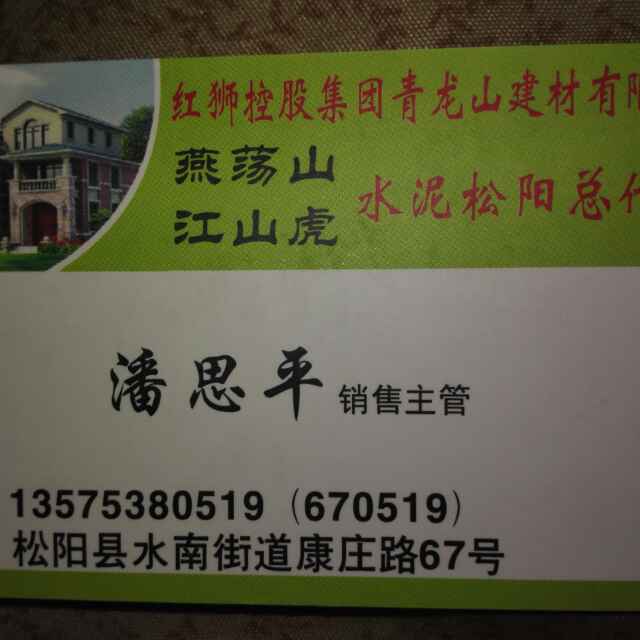 红狮控股集团青龙山建材有
燕荡山
江山虎
水泥松阳总
潘思平 销售主管
13575380519（670519）
松阳县水南街道康庄路67号